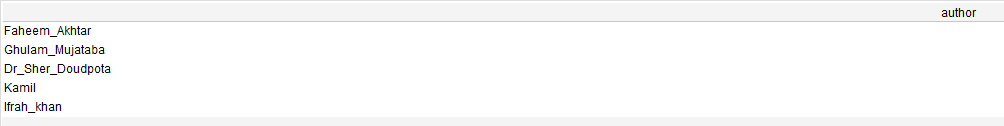 author
Faheem_Akhtar
Ghulam_Mujataba
Dr_Sher_Doudpota
Kamil
Ifrah_khan